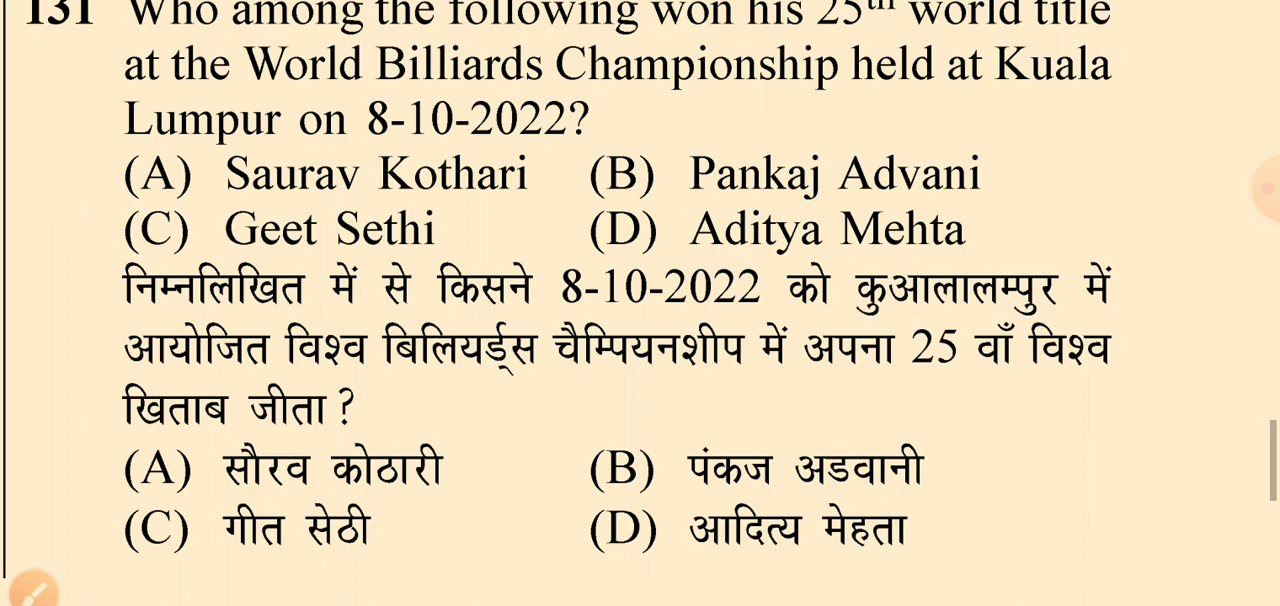 131 Who among the following won his 25th world title
at the World Billiards Championship held at Kuala
Lumpur on 8-10-2022?
(A) Saurav Kothari (B) Pankaj Advani
(C) Geet Sethi (D) Aditya Mehta
निम्नलिखित में से किसने 8-10-2022 को कुआलालम्पुर में
आयोजित विश्व बिलियर्ड्स चैम्पियनशीप में अपना 25 वाँ विश्व
खिताब जीता ?
(A) सौरव कोठारी (B) पंकज अडवानी
(C) गीत सेठी (D) आदित्य मेहता